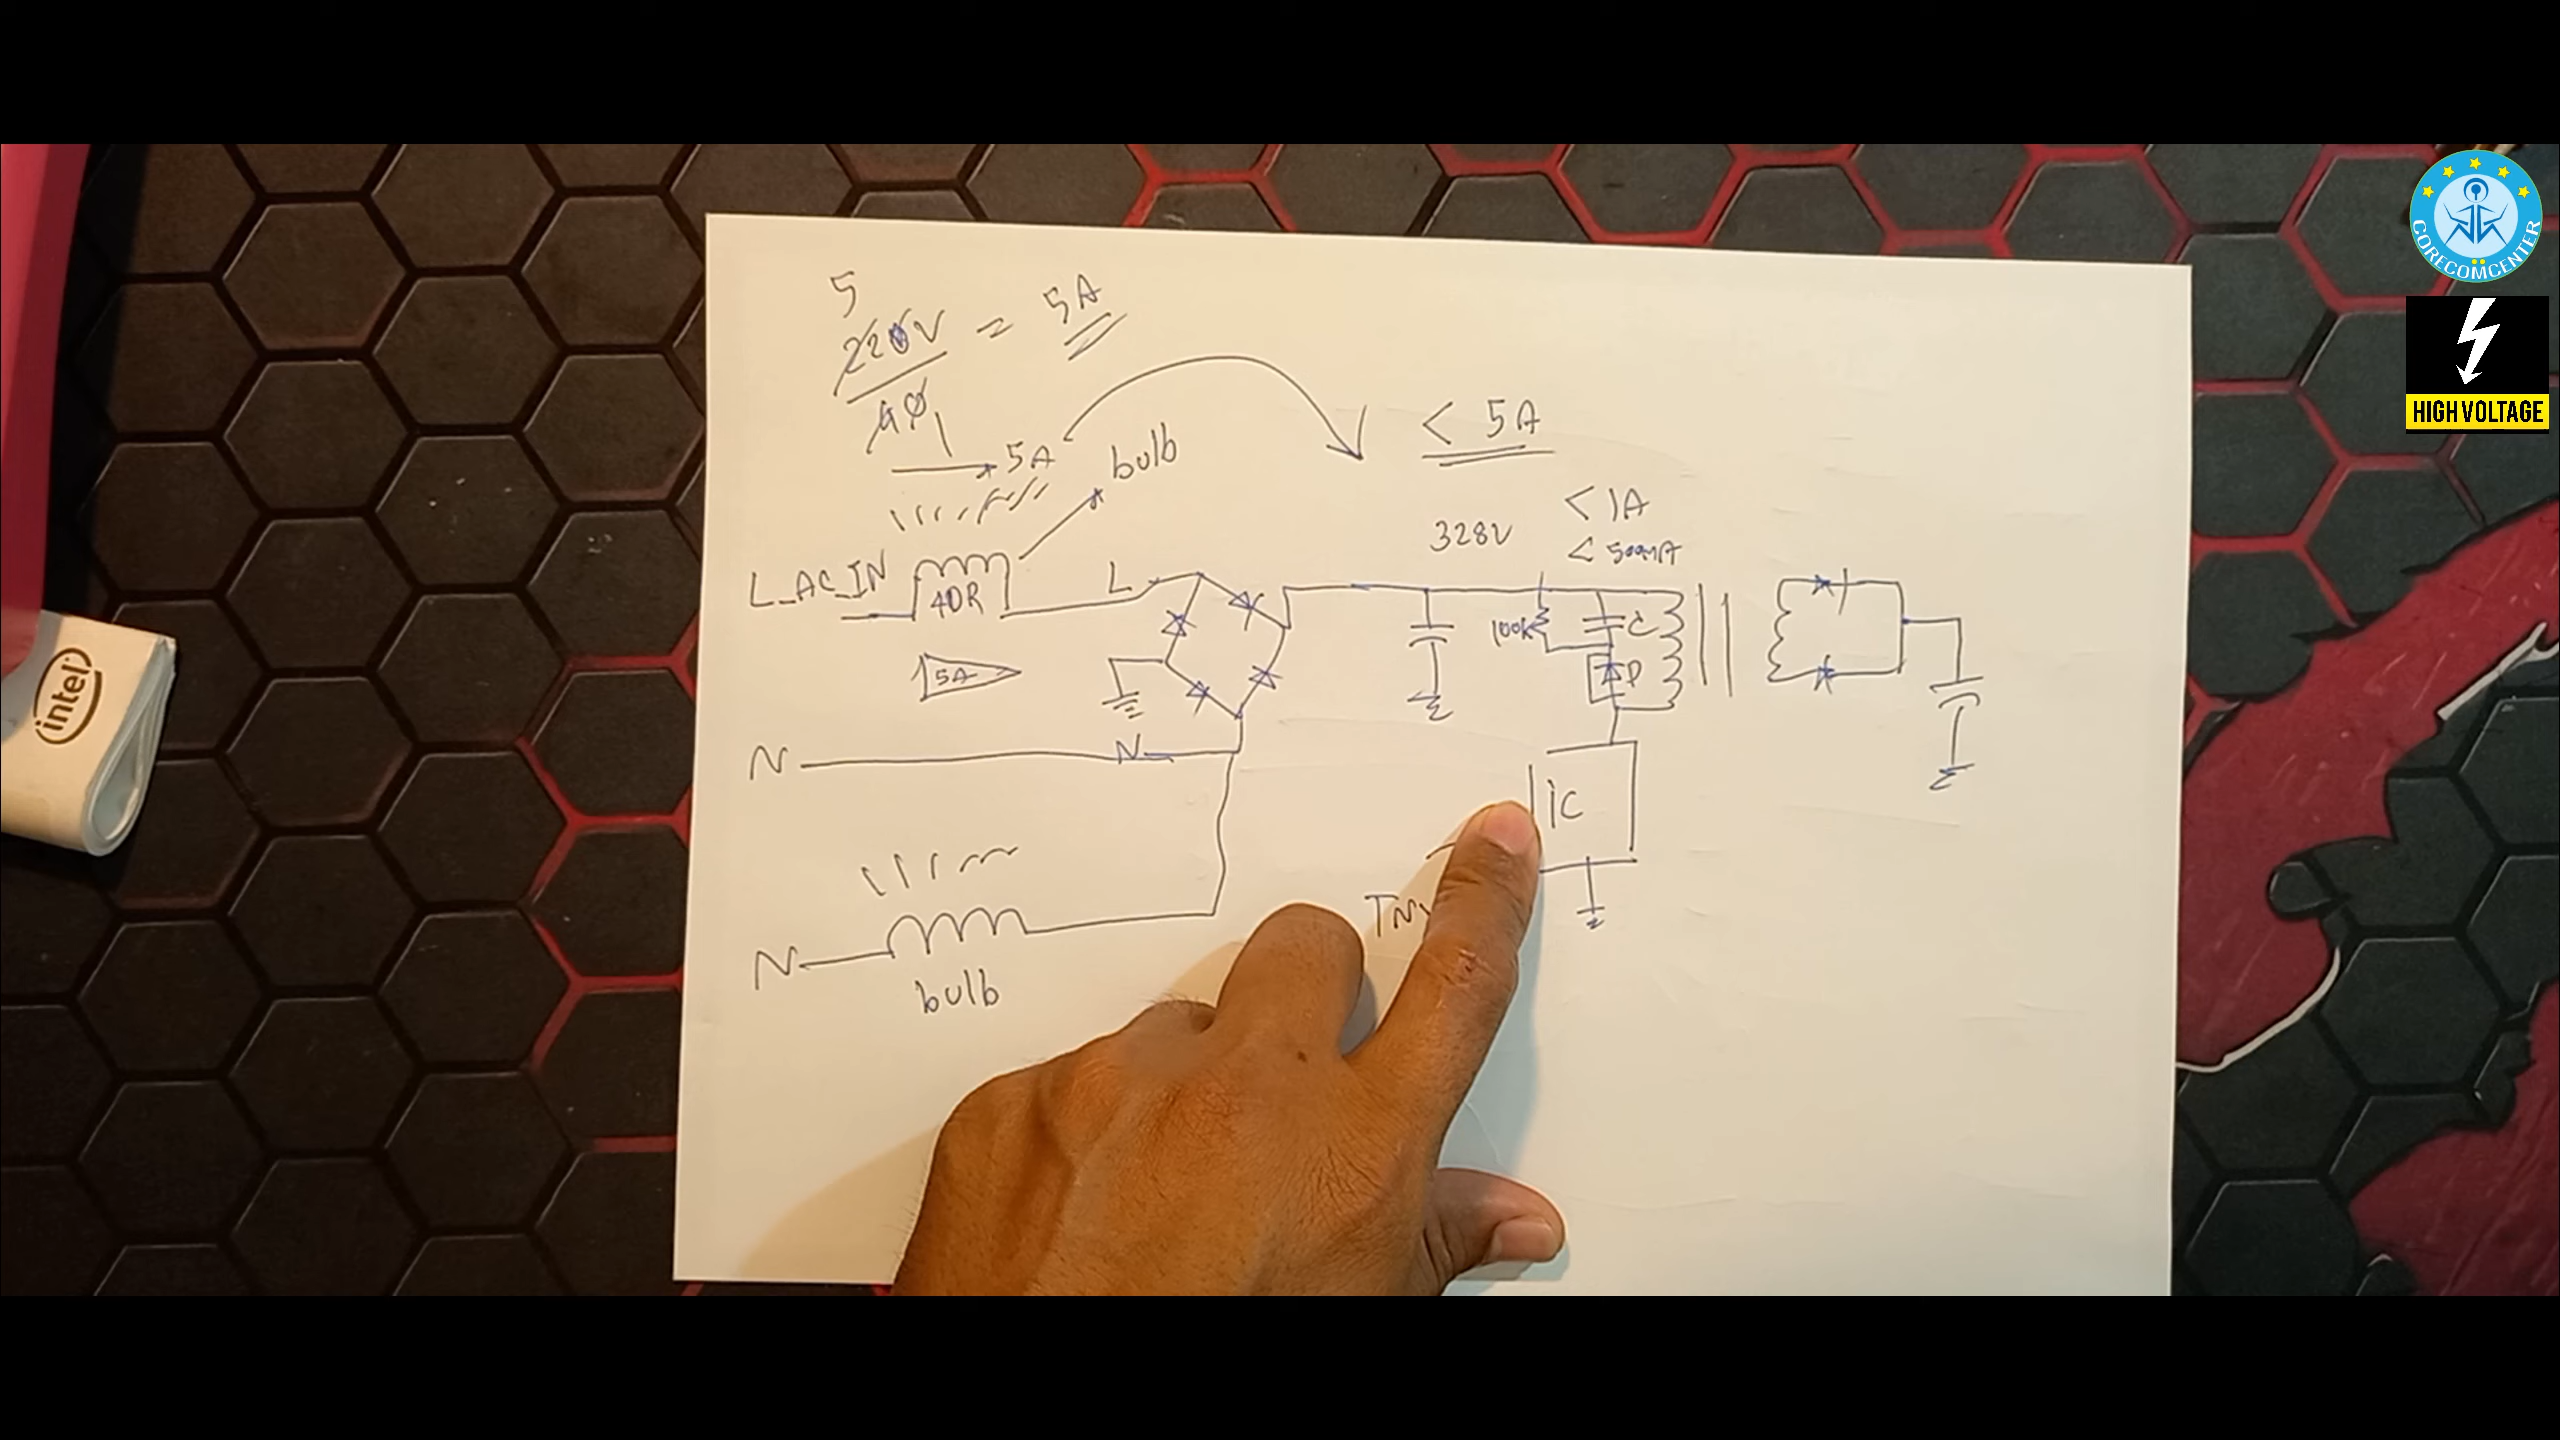 5
220V = 5A
40
1
5A
bulb
< 5A
< 1A
328V
< 500mA
L_AC_IN
40R
L
100k
C
D
5A
N
N
IC
N
bulb
intel
CORECOMCENTER
HIGH VOLTAGE